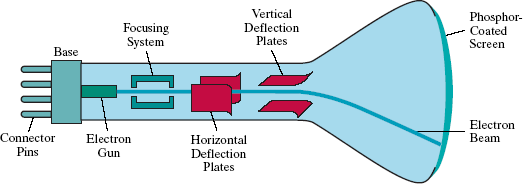 Base
Focusing
System
Vertical
Deflection
Plates
Phosphor-
Coated
Screen
Connector
Pins
Electron
Gun
Horizontal
Deflection
Plates
Electron
Beam